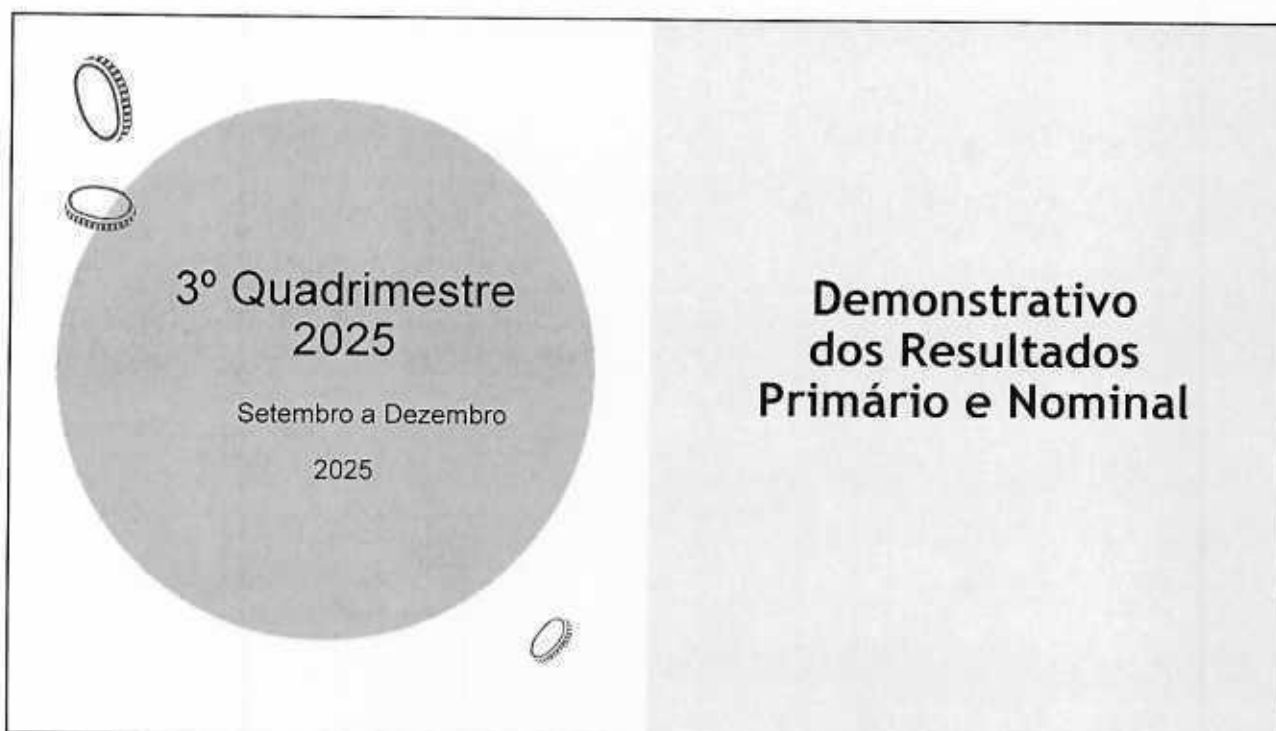 3º Quadrimestre
2025
Setembro a Dezembro
2025
Demonstrativo
dos Resultados
Primário e Nominal